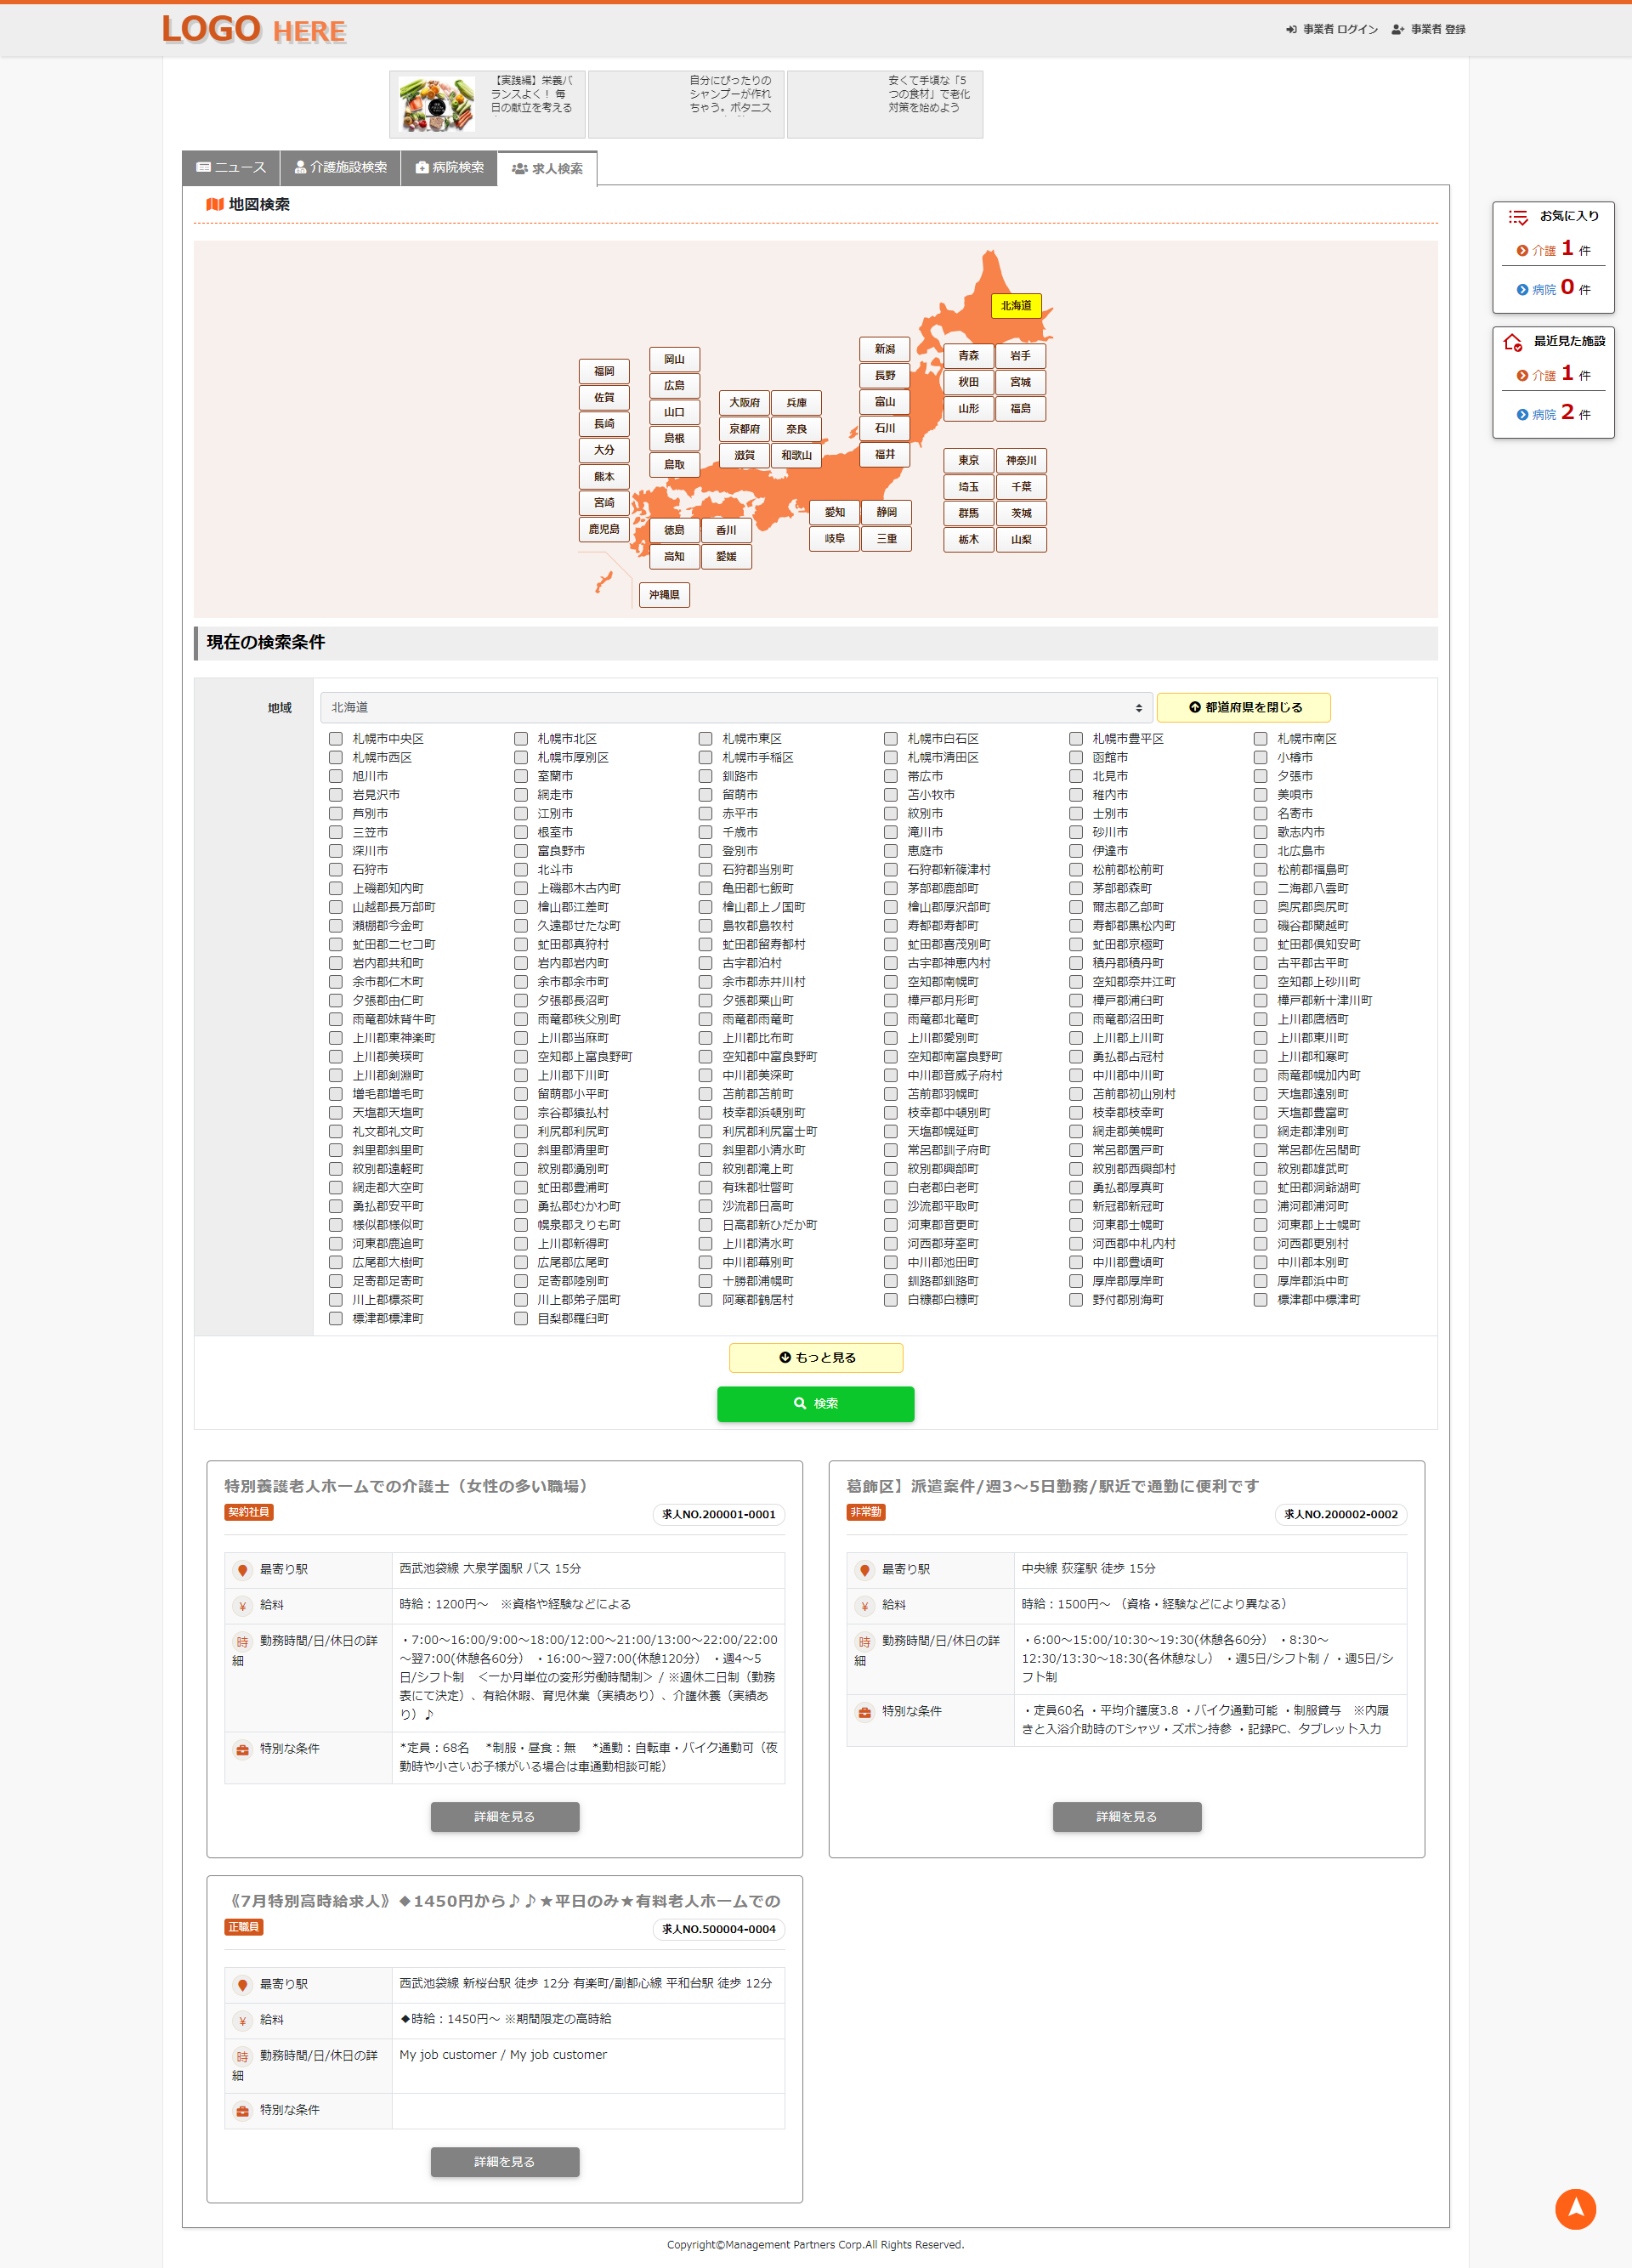 LOGO HERE
事業者 ログイン 事業者 登録
【実践編】栄養バ
ランスよく！ 毎
日の献立を考える
自分にぴったりの
シャンプーが作れ
ちゃう。ボタニス
安くて手頃な「5
つの食材」で老化
対策を始めよう
ニュース 介護施設検索 病院検索 求人検索
地図検索
お気に入り
介護 1 件
病院 0 件
最近見た施設
介護 1 件
病院 2 件
北海道
青森 岩手
秋田 宮城
山形 福島
新潟
長野
富山
石川
福井
東京 神奈川
埼玉 千葉
群馬 茨城
栃木 山梨
愛知 静岡
岐阜 三重
大阪府 兵庫
京都府 奈良
滋賀 和歌山
岡山
広島
山口
島根
鳥取
福岡
佐賀
長崎
大分
熊本
宮崎
鹿児島
徳島 香川
高知 愛媛
沖縄県
現在の検索条件
地域 北海道 都道府県を閉じる
札幌市中央区 札幌市北区 札幌市東区 札幌市白石区 札幌市豊平区 札幌市南区
札幌市西区 札幌市厚別区 札幌市手稲区 札幌市清田区 函館市 小樽市
旭川市 室蘭市 釧路市 帯広市 北見市 夕張市
岩見沢市 網走市 留萌市 苫小牧市 稚内市 美唄市
芦別市 江別市 赤平市 紋別市 士別市 名寄市
三笠市 根室市 千歳市 滝川市 砂川市 歌志内市
深川市 富良野市 登別市 恵庭市 伊達市 北広島市
石狩市 北斗市 石狩郡当別町 石狩郡新篠津村 松前郡松前町 松前郡福島町
上磯郡知内町 上磯郡木古内町 亀田郡七飯町 茅部郡鹿部町 茅部郡森町 二海郡八雲町
山越郡長万部町 檜山郡江差町 檜山郡上ノ国町 檜山郡厚沢部町 爾志郡乙部町 奥尻郡奥尻町
瀬棚郡今金町 久遠郡せたな町 島牧郡島牧村 寿都郡寿都町 寿都郡黒松内町 磯谷郡蘭越町
虻田郡ニセコ町 虻田郡真狩村 虻田郡留寿都村 虻田郡喜茂別町 虻田郡京極町 虻田郡倶知安町
岩内郡共和町 岩内郡岩内町 古宇郡泊村 古宇郡神恵内村 積丹郡積丹町 古平郡古平町
余市郡仁木町 余市郡余市町 余市郡赤井川村 空知郡南幌町 空知郡奈井江町 空知郡上砂川町
夕張郡由仁町 夕張郡長沼町 夕張郡栗山町 樺戸郡月形町 樺戸郡浦臼町 樺戸郡新十津川町
雨竜郡妹背牛町 雨竜郡秩父別町 雨竜郡雨竜町 雨竜郡北竜町 雨竜郡沼田町 上川郡鷹栖町
上川郡東神楽町 上川郡当麻町 上川郡比布町 上川郡愛別町 上川郡上川町 上川郡東川町
上川郡美瑛町 空知郡上富良野町 空知郡中富良野町 空知郡南富良野町 勇払郡占冠村 上川郡和寒町
上川郡剣淵町 上川郡下川町 中川郡美深町 中川郡音威子府村 中川郡中川町 雨竜郡幌加内町
増毛郡増毛町 留萌郡小平町 苫前郡苫前町 苫前郡羽幌町 苫前郡初山別村 天塩郡遠別町
天塩郡天塩町 宗谷郡猿払村 枝幸郡浜頓別町 枝幸郡中頓別町 枝幸郡枝幸町 天塩郡豊富町
礼文郡礼文町 利尻郡利尻町 利尻郡利尻富士町 天塩郡幌延町 網走郡美幌町 網走郡津別町
斜里郡斜里町 斜里郡清里町 斜里郡小清水町 常呂郡訓子府町 常呂郡置戸町 常呂郡佐呂間町
紋別郡遠軽町 紋別郡湧別町 紋別郡滝上町 紋別郡興部町 紋別郡西興部村 紋別郡雄武町
網走郡大空町 虻田郡豊浦町 有珠郡壮瞥町 白老郡白老町 勇払郡厚真町 虻田郡洞爺湖町
勇払郡安平町 勇払郡むかわ町 沙流郡日高町 沙流郡平取町 新冠郡新冠町 浦河郡浦河町
様似郡様似町 幌泉郡えりも町 日高郡新ひだか町 河東郡音更町 河東郡士幌町 河東郡上士幌町
河東郡鹿追町 上川郡新得町 上川郡清水町 河西郡芽室町 河西郡中札内村 河西郡更別村
広尾郡大樹町 広尾郡広尾町 中川郡幕別町 中川郡池田町 中川郡豊頃町 中川郡本別町
足寄郡足寄町 足寄郡陸別町 十勝郡浦幌町 釧路郡釧路町 厚岸郡厚岸町 厚岸郡浜中町
川上郡標茶町 川上郡弟子屈町 阿寒郡鶴居村 白糠郡白糠町 野付郡別海町 標津郡中標津町
標津郡標津町 目梨郡羅臼町
もっと見る
検索
特別養護老人ホームでの介護士（女性の多い職場）
契約社員
求人NO.200001-0001
最寄り駅 西武池袋線 大泉学園駅 バス 15分
¥ 給料 時給：1200円～　※資格や経験などによる
時 勤務時間/日/休日の詳
細
・7:00～16:00/9:00～18:00/12:00～21:00/13:00～22:00/22:00
～翌7:00(休憩各60分） ・16:00～翌7:00(休憩120分） ・週4～5
日/シフト制　＜一か月単位の変形労働時間制＞ / ※週休二日制（勤務
表にて決定）、有給休暇、育児休業（実績あり）、介護休養（実績あ
り）♪
特別な条件
*定員：68名　*制服・昼食：無　*通勤：自転車・バイク通勤可（夜
勤時や小さいお子様がいる場合は車通勤相談可能）
詳細を見る
葛飾区】派遣案件/週3～5日勤務/駅近で通勤に便利です
非常勤
求人NO.200002-0002
最寄り駅 中央線 荻窪駅 徒歩 15分
¥ 給料 時給：1500円～ （資格・経験などにより異なる）
時 勤務時間/日/休日の詳
細
・6:00～15:00/10:30～19:30(休憩各60分） ・8:30～
12:30/13:30～18:30(各休憩なし） ・週5日/シフト制 / ・週5日/シ
フト制
特別な条件
・定員60名 ・平均介護度3.8 ・バイク通勤可能 ・制服貸与　※内履
きと入浴介助時のTシャツ・ズボン持参 ・記録PC、タブレット入力
詳細を見る
《7月特別高時給求人》◆1450円から♪♪★平日のみ★有料老人ホームでの
正職員
求人NO.500004-0004
最寄り駅 西武池袋線 新桜台駅 徒歩 12分 有楽町/副都心線 平和台駅 徒歩 12分
¥ 給料 ◆時給：1450円～ ※期間限定の高時給
時 勤務時間/日/休日の詳
細
My job customer / My job customer
特別な条件
詳細を見る
Copyright©Management Partners Corp.All Rights Reserved.